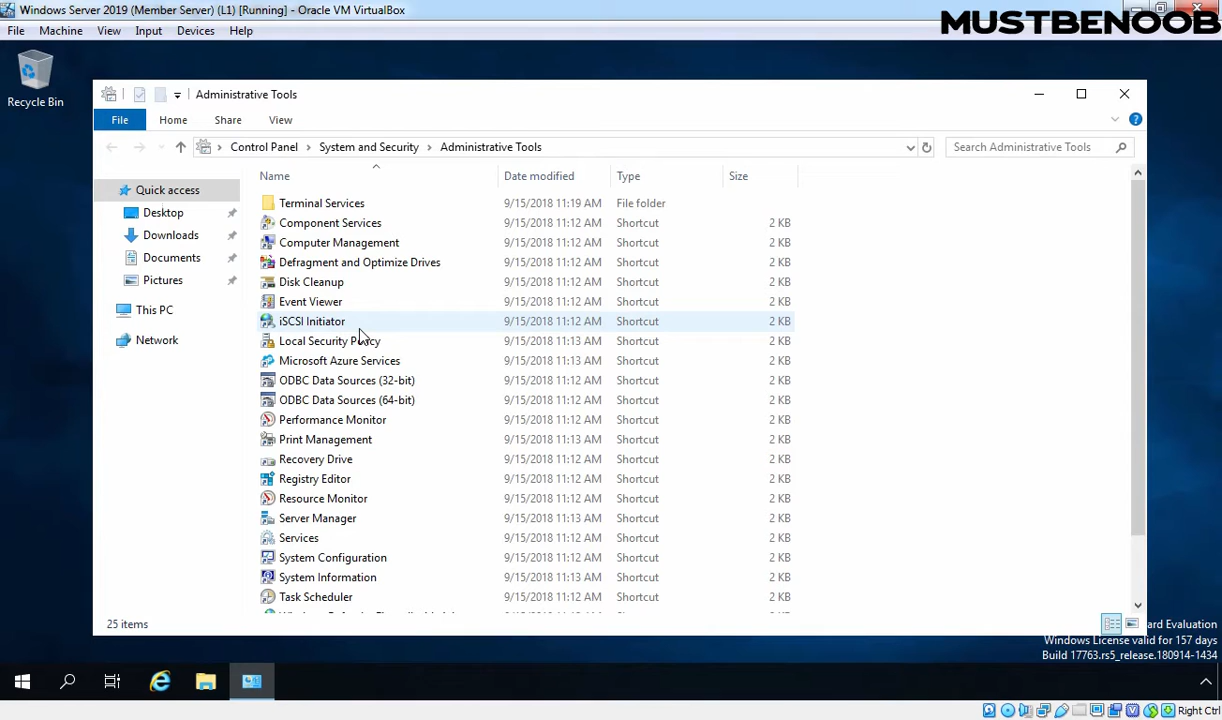 Windows Server 2019 (Member Server) (L1) [Running] - Oracle VM VirtualBox
MUSTBENOOB
File Machine View Input Devices Help
Recycle Bin
Administrative Tools
File Home Share View
Control Panel System and Security Administrative Tools
Search Administrative Tools
Name Date modified Type Size
Quick access
Desktop
Downloads
Documents
Pictures
This PC
Network
Terminal Services 9/15/2018 11:19 AM File folder
Component Services 9/15/2018 11:12 AM Shortcut 2 KB
Computer Management 9/15/2018 11:12 AM Shortcut 2 KB
Defragment and Optimize Drives 9/15/2018 11:12 AM Shortcut 2 KB
Disk Cleanup 9/15/2018 11:12 AM Shortcut 2 KB
Event Viewer 9/15/2018 11:12 AM Shortcut 2 KB
iSCSI Initiator 9/15/2018 11:12 AM Shortcut 2 KB
Local Security Policy 9/15/2018 11:13 AM Shortcut 2 KB
Microsoft Azure Services 9/15/2018 11:13 AM Shortcut 2 KB
ODBC Data Sources (32-bit) 9/15/2018 11:12 AM Shortcut 2 KB
ODBC Data Sources (64-bit) 9/15/2018 11:12 AM Shortcut 2 KB
Performance Monitor 9/15/2018 11:12 AM Shortcut 2 KB
Print Management 9/15/2018 11:13 AM Shortcut 2 KB
Recovery Drive 9/15/2018 11:12 AM Shortcut 2 KB
Registry Editor 9/15/2018 11:12 AM Shortcut 2 KB
Resource Monitor 9/15/2018 11:12 AM Shortcut 2 KB
Server Manager 9/15/2018 11:13 AM Shortcut 2 KB
Services 9/15/2018 11:12 AM Shortcut 2 KB
System Configuration 9/15/2018 11:12 AM Shortcut 2 KB
System Information 9/15/2018 11:13 AM Shortcut 2 KB
Task Scheduler 9/15/2018 11:12 AM Shortcut 2 KB
25 items
ard Evaluation
Windows License valid for 157 days
Build 17763.rs5_release.180914-1434
Right Ctrl